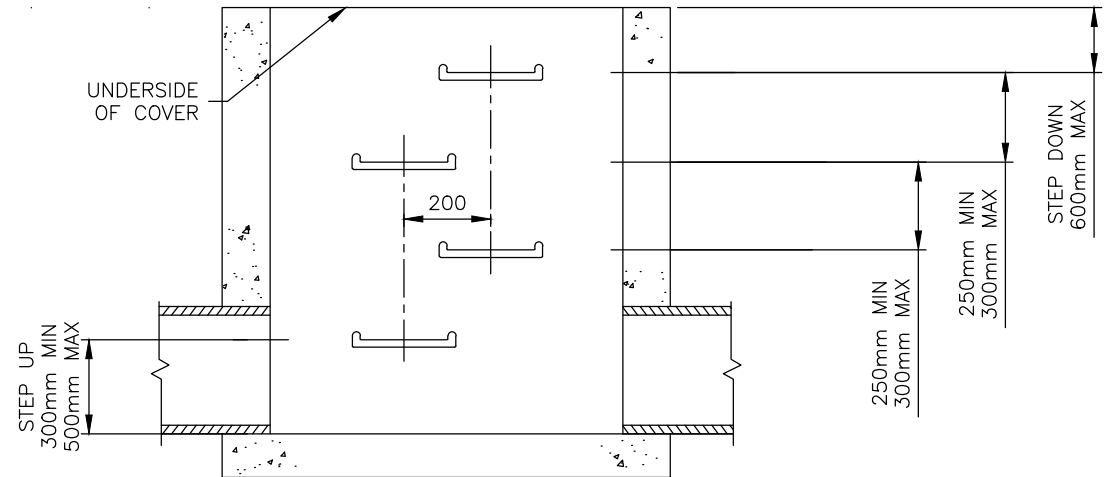 UNDERSIDE
OF COVER
200
STEP UP
300mm MIN
500mm MAX
250mm MIN
300mm MAX
250mm MIN
300mm MAX
STEP DOWN
600mm MAX